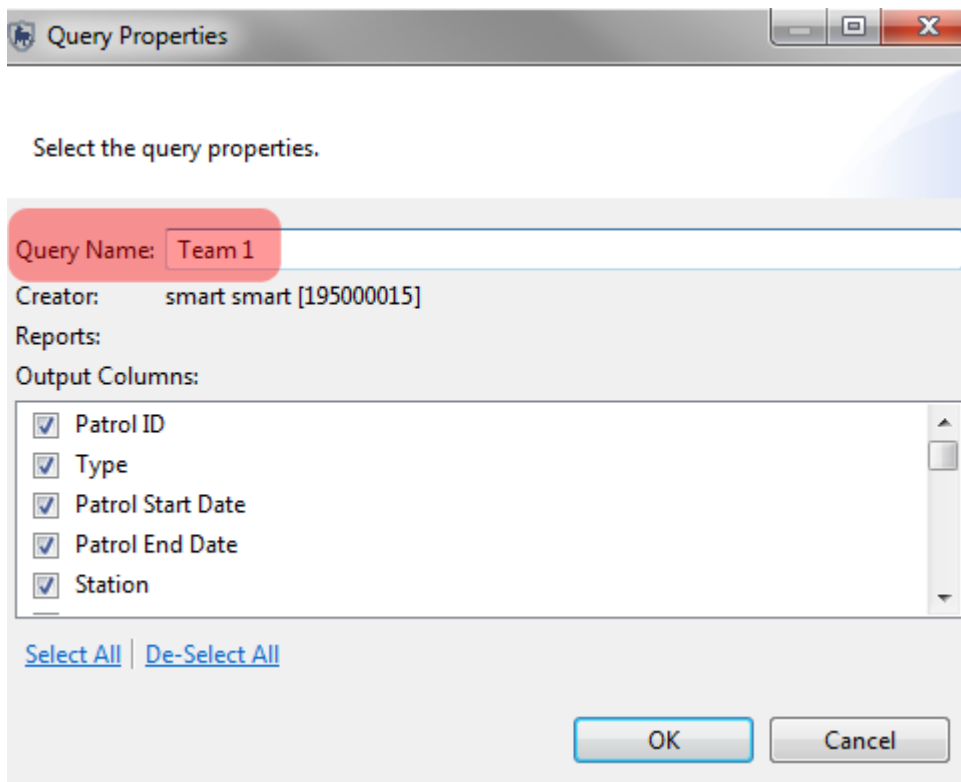 Query Properties
Select the query properties.
Query Name: Team 1
Creator: smart smart [195000015]
Reports:
Output Columns:
Patrol ID
Type
Patrol Start Date
Patrol End Date
Station
Select All De-Select All
OK Cancel